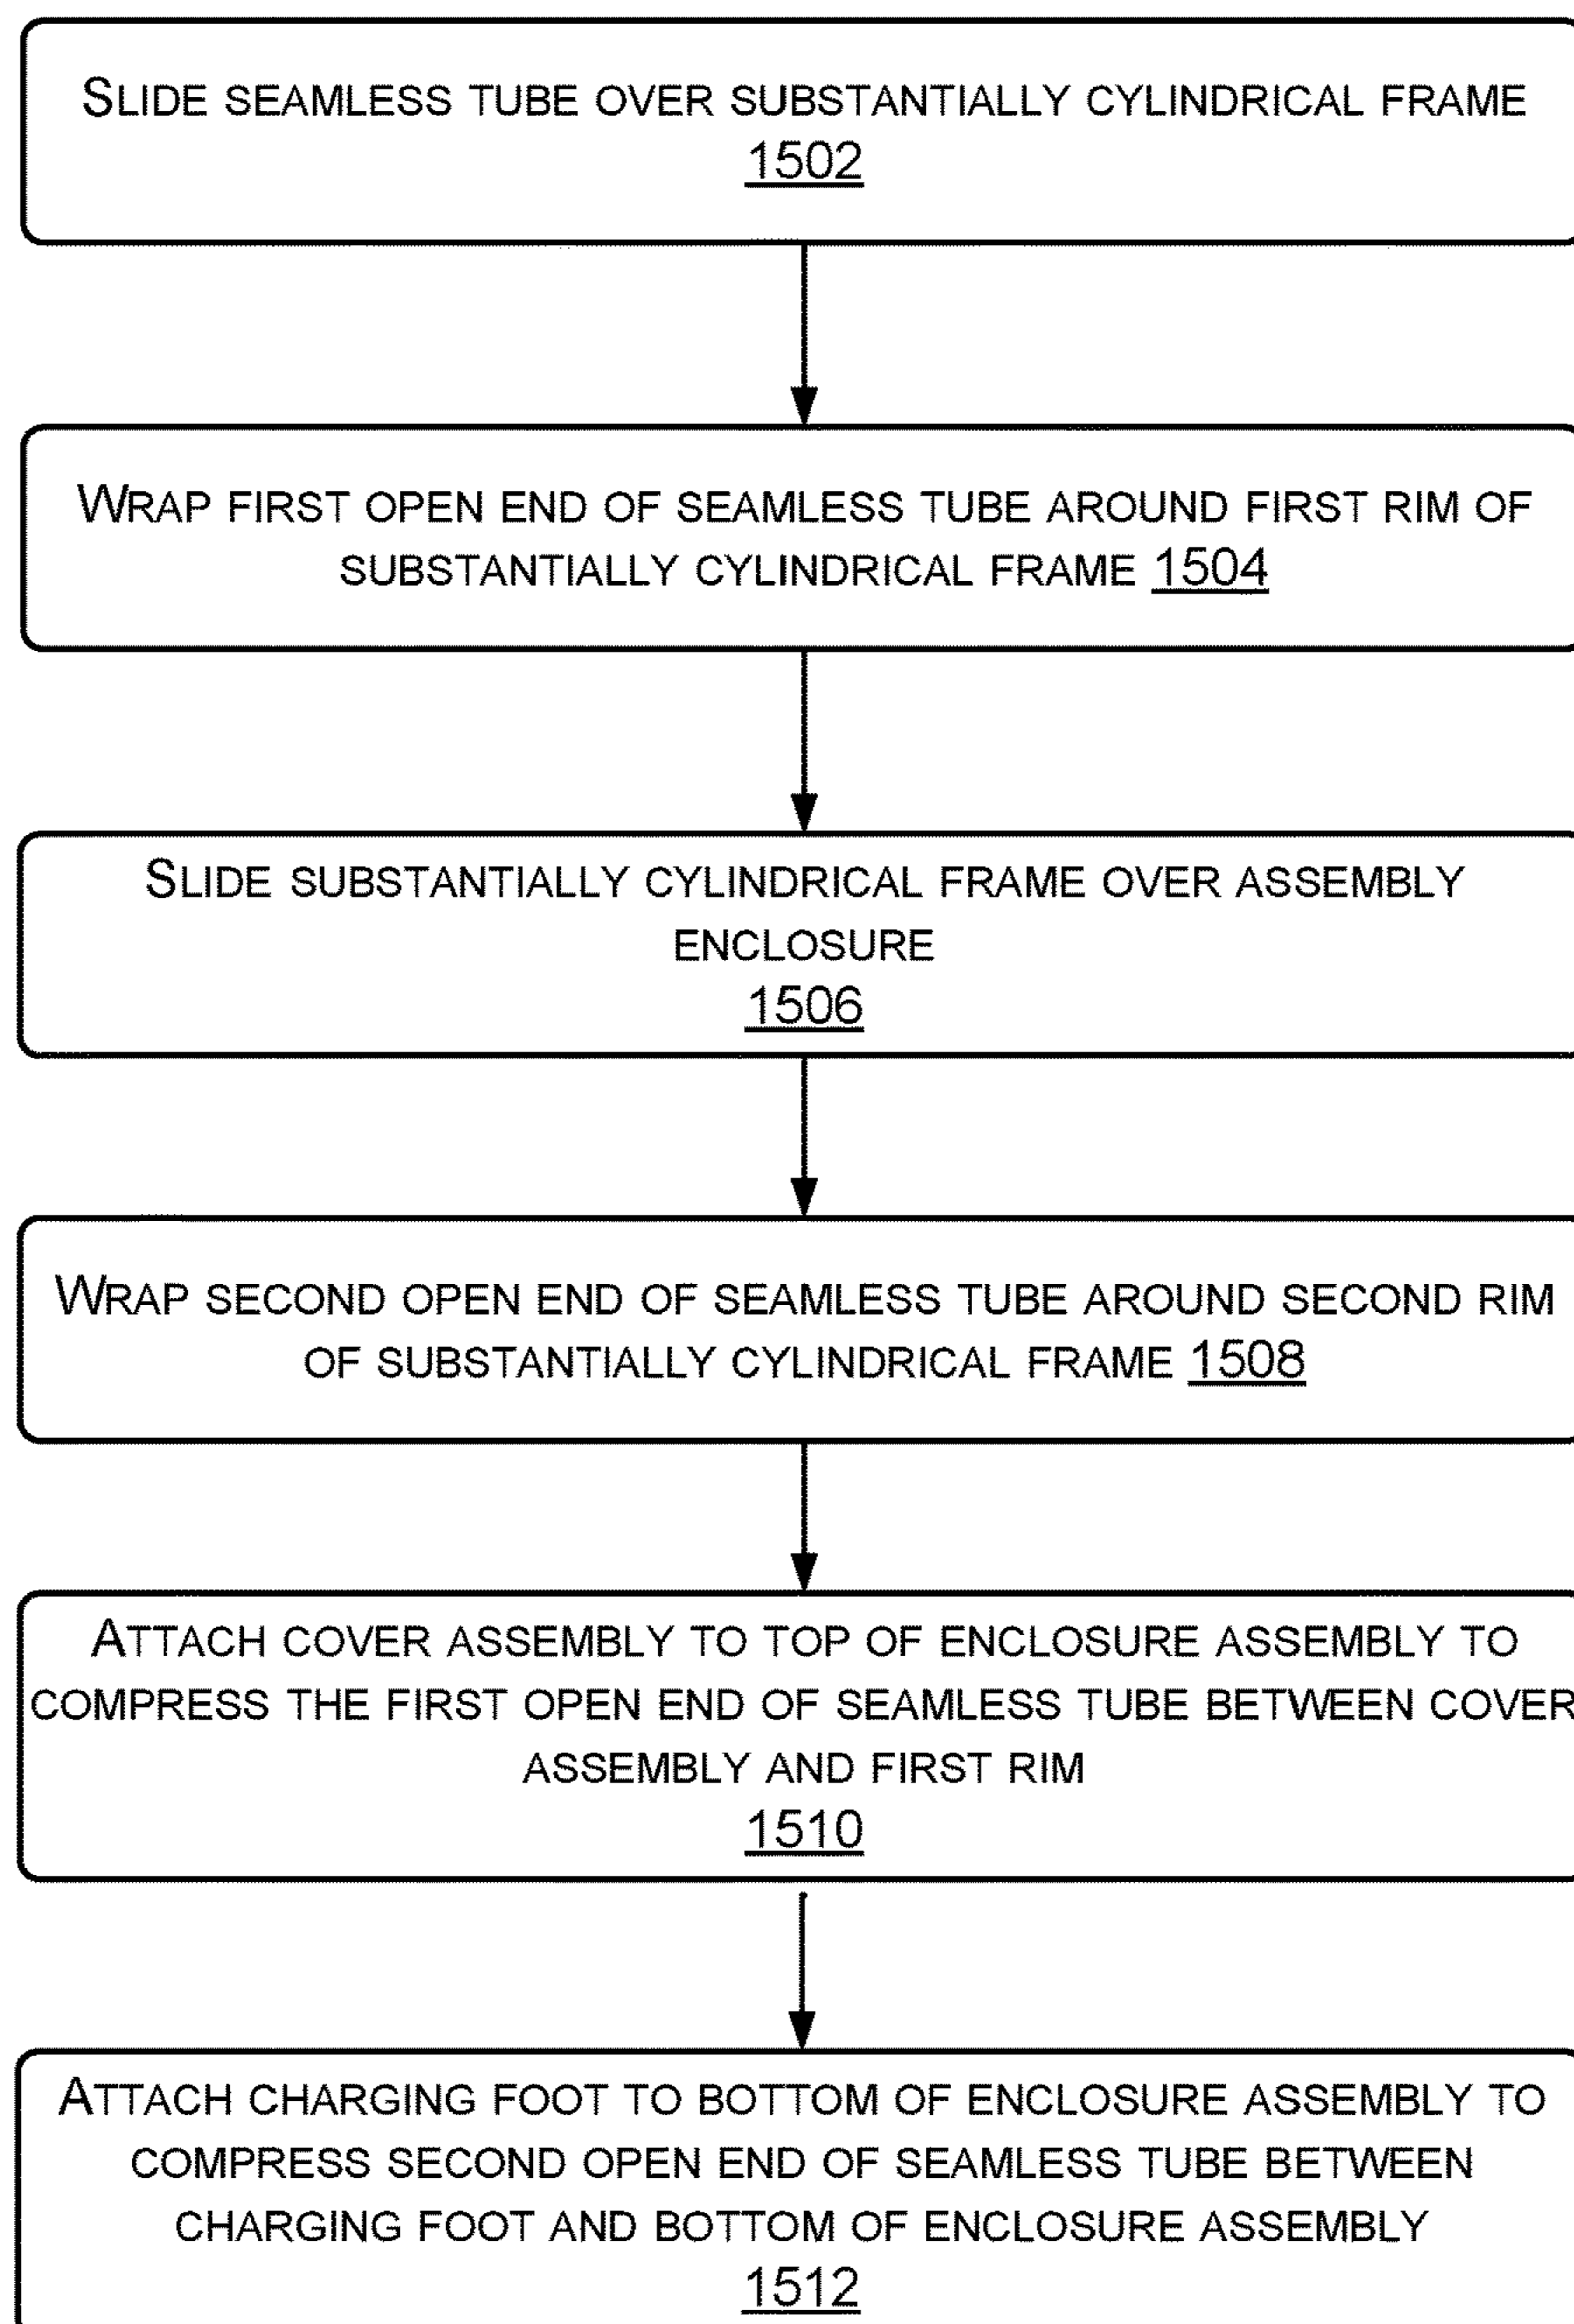 SLIDE SEAMLESS TUBE OVER SUBSTANTIALLY CYLINDRICAL FRAME
1502
WRAP FIRST OPEN END OF SEAMLESS TUBE AROUND FIRST RIM OF
SUBSTANTIALLY CYLINDRICAL FRAME 1504
SLIDE SUBSTANTIALLY CYLINDRICAL FRAME OVER ASSEMBLY
ENCLOSURE
1506
WRAP SECOND OPEN END OF SEAMLESS TUBE AROUND SECOND RIM
OF SUBSTANTIALLY CYLINDRICAL FRAME 1508
ATTACH COVER ASSEMBLY TO TOP OF ENCLOSURE ASSEMBLY TO
COMPRESS THE FIRST OPEN END OF SEAMLESS TUBE BETWEEN COVER
ASSEMBLY AND FIRST RIM
1510
ATTACH CHARGING FOOT TO BOTTOM OF ENCLOSURE ASSEMBLY TO
COMPRESS SECOND OPEN END OF SEAMLESS TUBE BETWEEN
CHARGING FOOT AND BOTTOM OF ENCLOSURE ASSEMBLY
1512